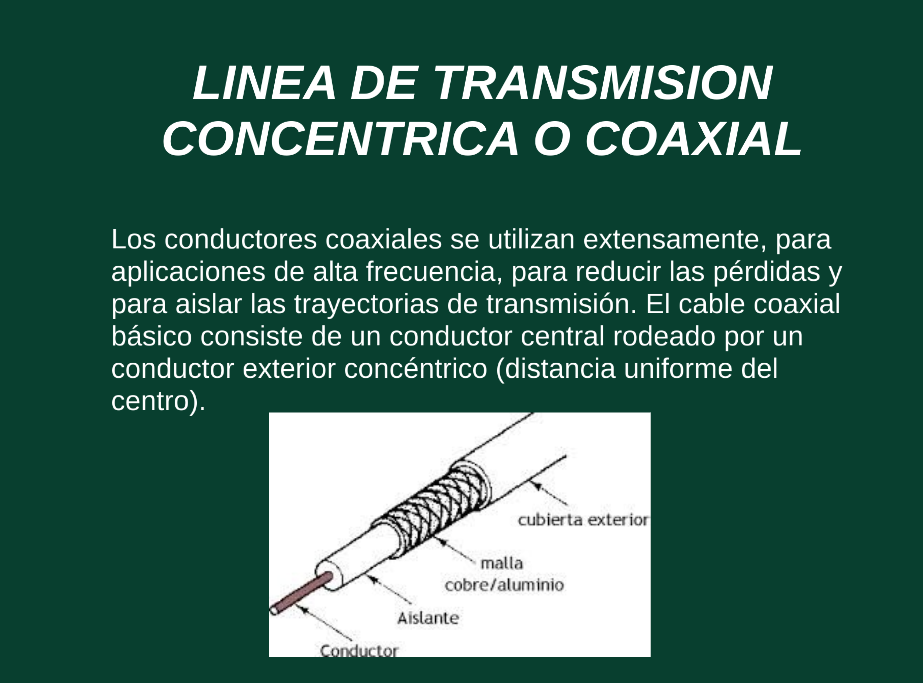 LINEA DE TRANSMISION
CONCENTRICA O COAXIAL
Los conductores coaxiales se utilizan extensamente, para
aplicaciones de alta frecuencia, para reducir las pérdidas y
para aislar las trayectorias de transmisión. El cable coaxial
básico consiste de un conductor central rodeado por un
conductor exterior concéntrico (distancia uniforme del
centro).
cubierta exterior
malla
cobre/aluminio
Aislante
Conductor